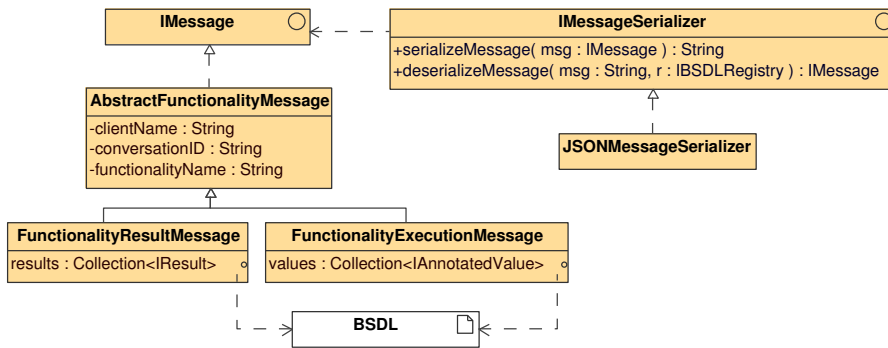 IMessage
IMessageSerializer
+serializeMessage( msg : IMessage ) : String
+deserializeMessage( msg : String, r : IBSDLRegistry ) : IMessage
AbstractFunctionalityMessage
-clientName : String
-conversationID : String
-functionalityName : String
JSONMessageSerializer
FunctionalityResultMessage
results : Collection<IResult>
FunctionalityExecutionMessage
values : Collection<IAnnotatedValue>
BSDL